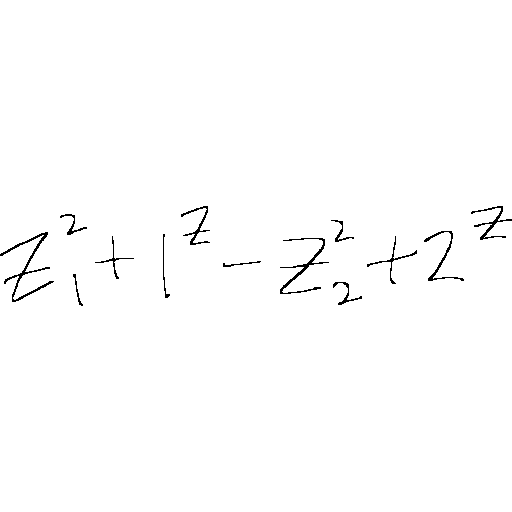 z_1^2 + 1^z - z_2^2 + 2^z